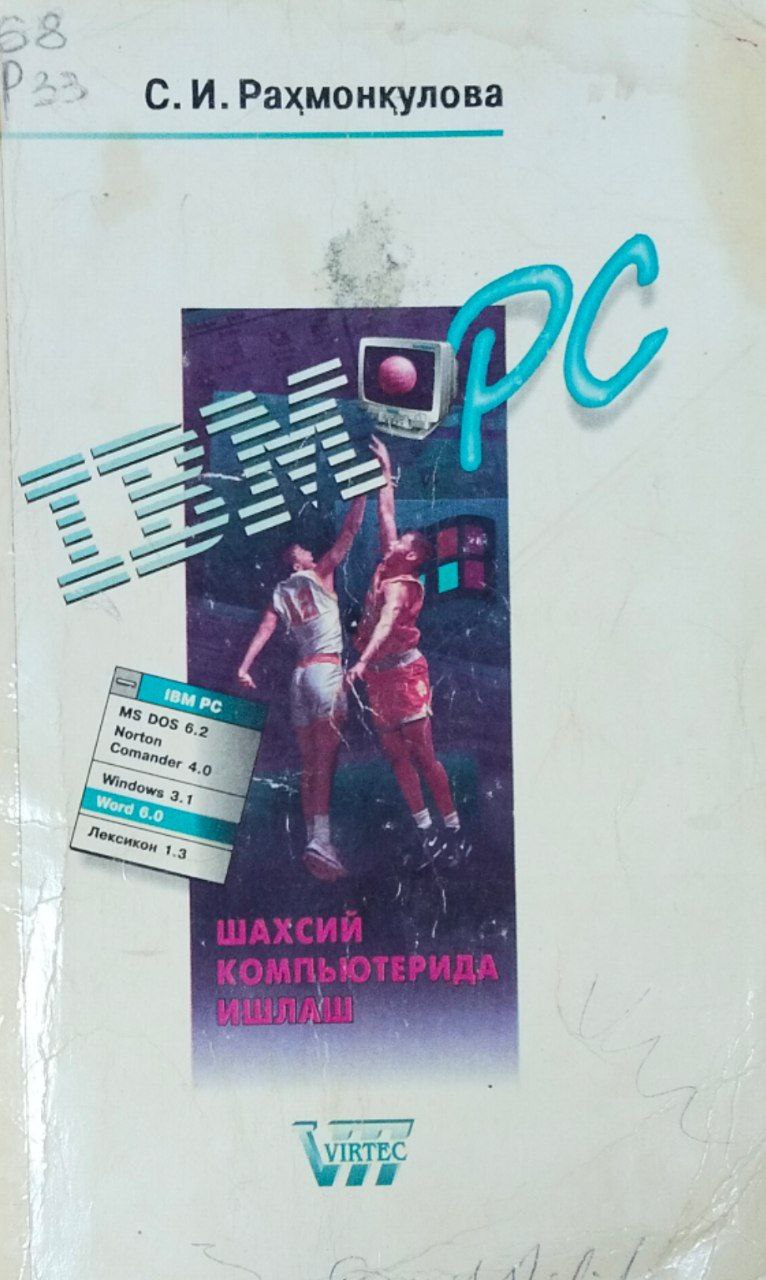 68
Р33
С. И. Раҳмонқулова
IBM PC
12
IBM PC
MS DOS 6.2
Norton
Comander 4.0
Windows 3.1
Word 6.0
Лексикон 1.3
ШАХСИЙ
КОМПЬЮТЕРИДА
ИШЛАШ
VIRTEC